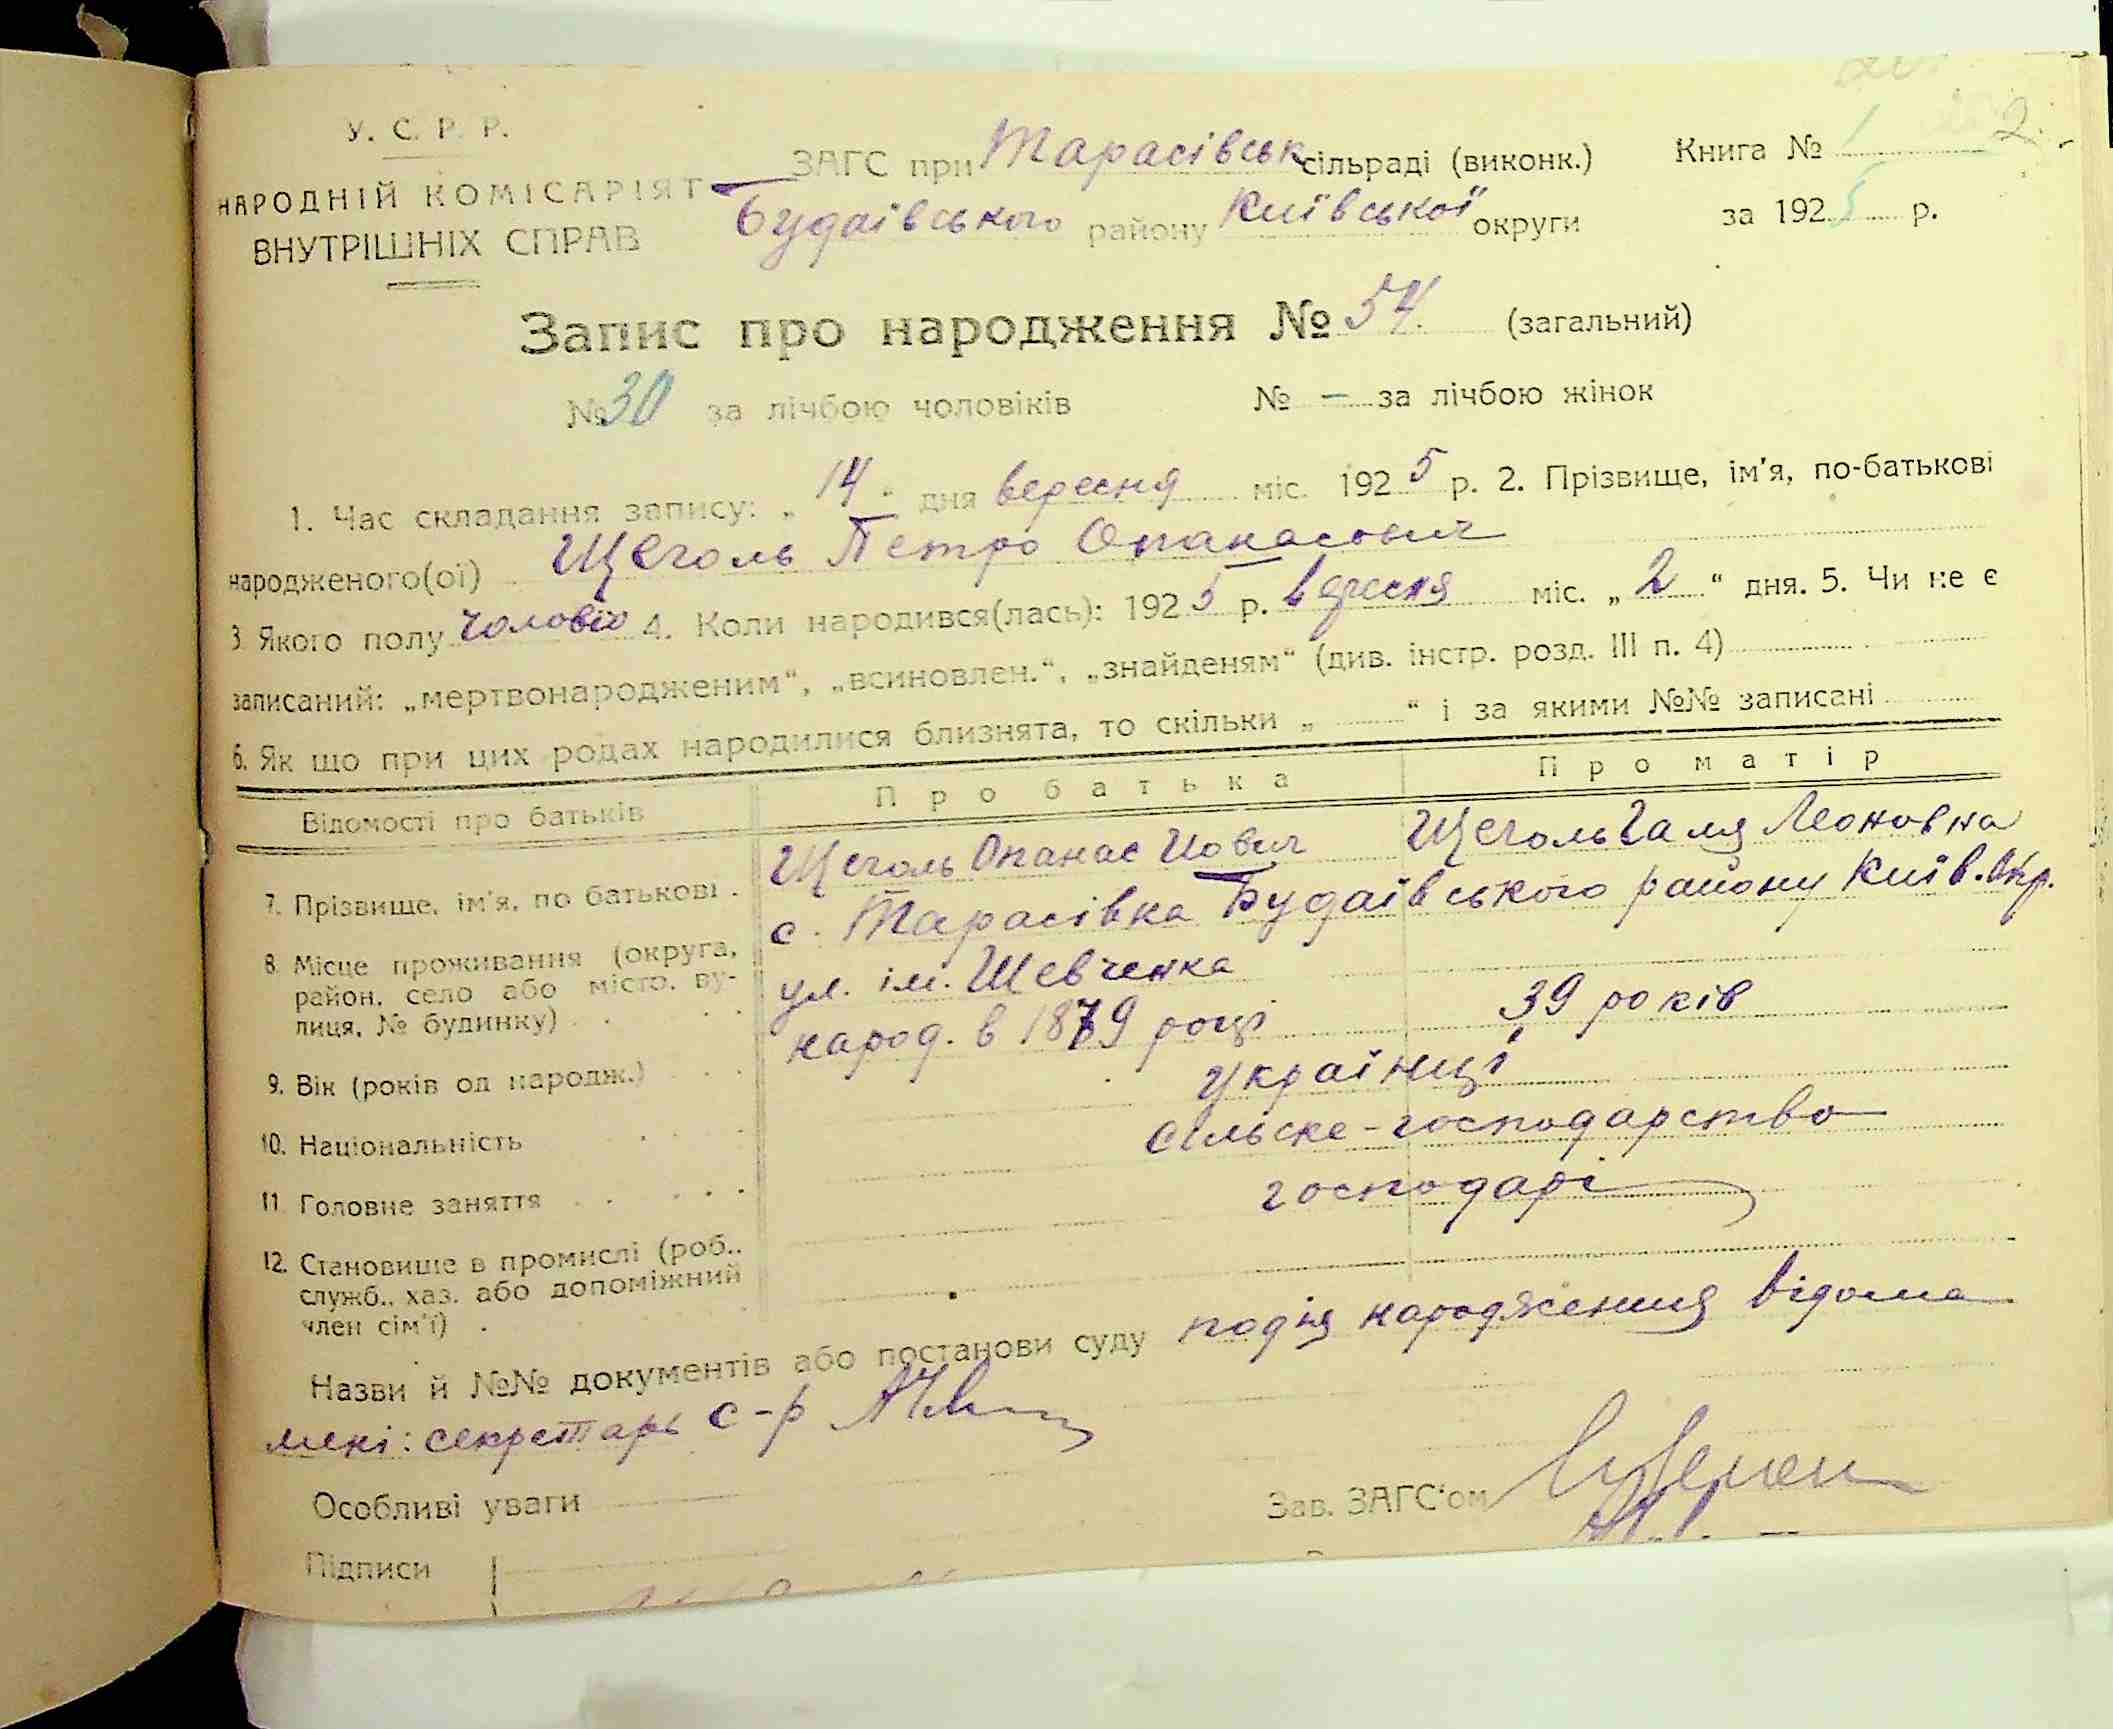 2.
У. С. Р. Р.
НАРОДНІЙ КОМІСАРІЯТ
ВНУТРІШНІХ СПРАВ
ЗАГС при Тарасівськ сільраді (виконк.)
Будаївського району Київської округи
Книга № 1
за 1925 р.
Запис про народження № 54. (загальний)
№ 30 за лічбою чоловіків № — за лічбою жінок
1. Час складання запису: „14“ дня вересня міс. 1925 р. 2. Прізвище, ім'я, по-батькові
народженого(ої) Щеголь Петро Опанасович
3 Якого полу чоловіч 4. Коли народився(лась): 1925 р. вересня міс. „2“ дня. 5. Чи не є
записаний: „мертвонародженим“, „всиновлен.“, „знайденям“ (див. інстр. розд. III п. 4)
6. Як що при цих родах народилися близнята, то скільки „ “ і за якими №№ записані
Відомості про батьків Про батька Про матір
7. Прізвище, ім'я, по батькові . Щеголь Опанас Йович Щеголь Галя Леоновна
8. Місце проживання (округа, район, село або місто, ву-
лиця, № будинку) с. Тарасівка Будаївського району Київ. Окр.
ул. ім. Шевченка
9. Вік (років од народж.) народ. в 1879 році 39 років
10. Національність українці
11. Головне заняття сільске-господарство
12. Становище в промислі (роб.,
служб., хаз. або допоміжний
член сім'ї) . господарі
Назви й №№ документів або постанови суду подія народження відома
мені: секретарь с-р
Особливі уваги
Зав. ЗАГС'ом
Підписи